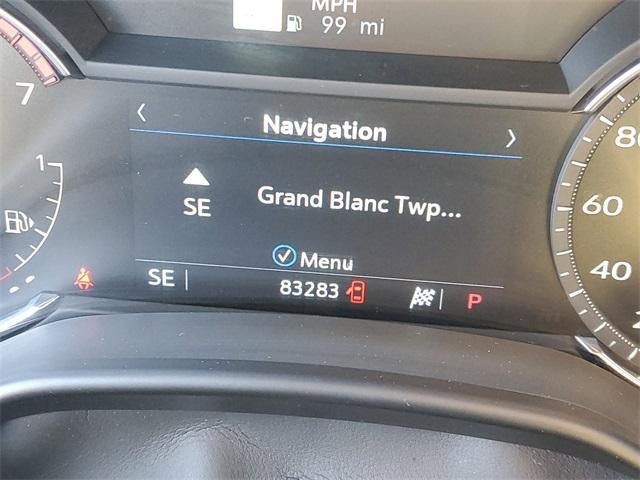 MPH
99 mi
7
Navigation
80
1
SE
Grand Blanc Twp...
60
Menu
SE
83283
P
40